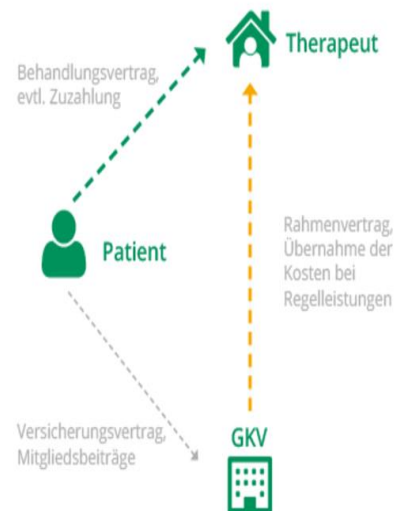 Therapeut
Behandlungsvertrag,
evtl. Zuzahlung
Patient
Rahmenvertrag,
Übernahme der
Kosten bei
Regelleistungen
Versicherungsvertrag,
Mitgliedsbeiträge
GKV